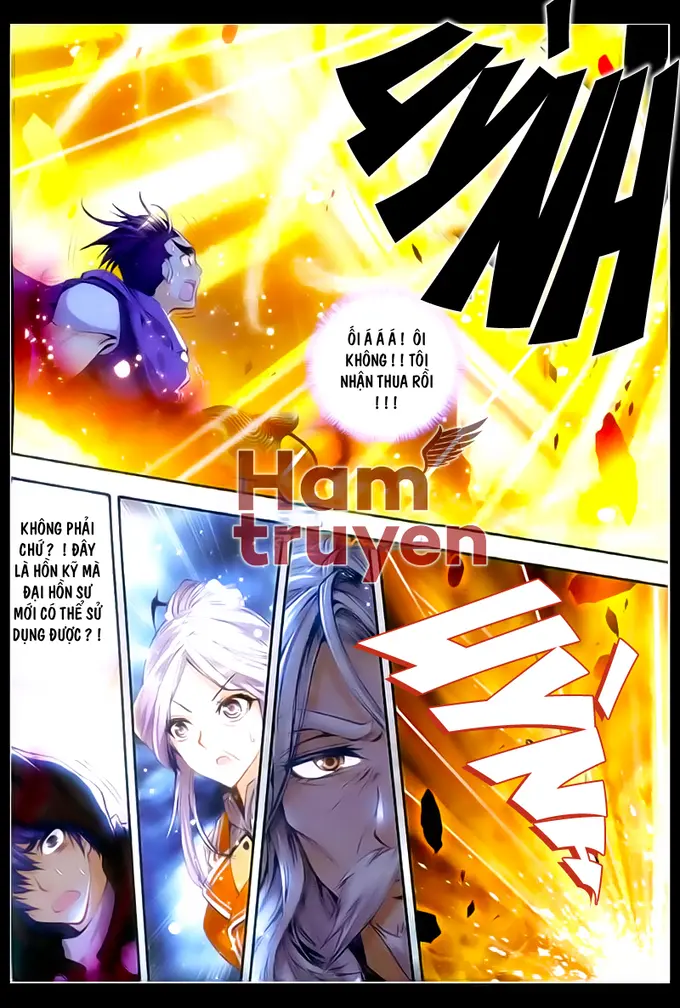 UỲNH
ỐI Á Á Á! ÔI
KHÔNG!! TÔI
NHẬN THUA RỒI
!!!
Ham
truyen
KHÔNG PHẢI
CHỨ?! ĐÂY
LÀ HỒN KỸ MÀ
ĐẠI HỒN SƯ
MỚI CÓ THỂ SỬ
DỤNG ĐƯỢC?!
UỲNH